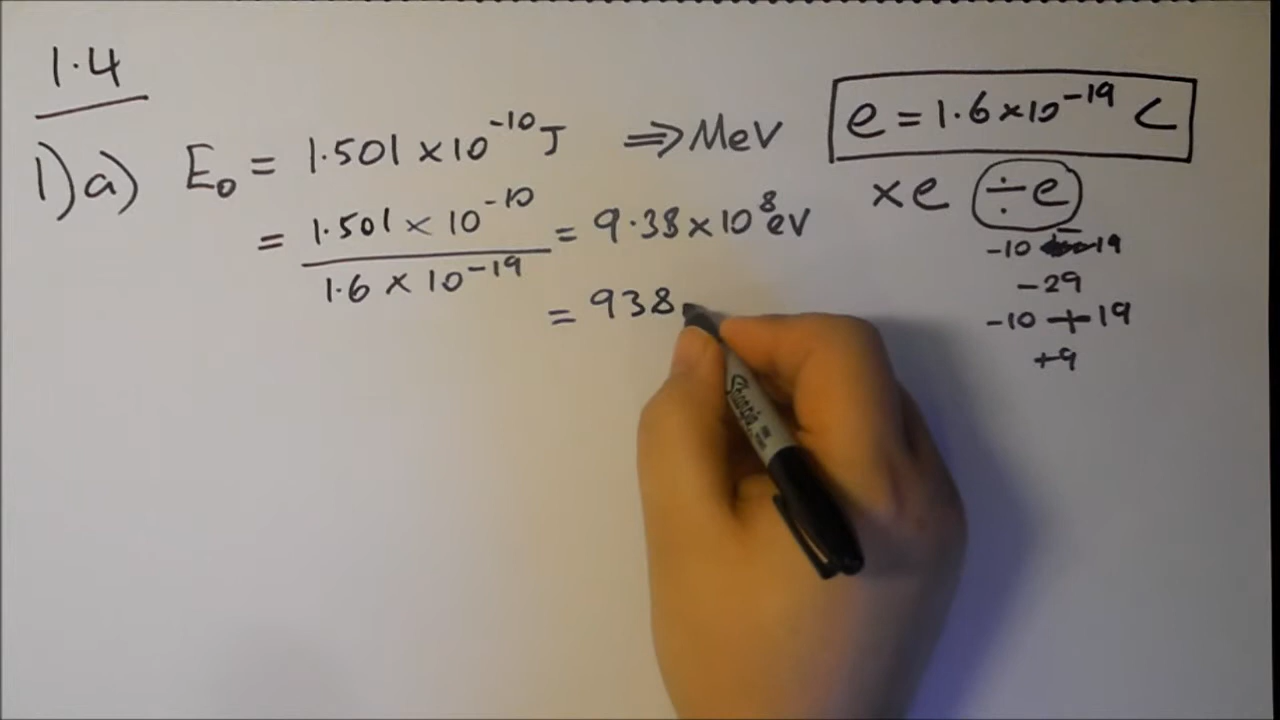 1.4
1) a) E₀ = 1.501 × 10⁻¹⁰ J ⇒ MeV
e = 1.6 × 10⁻¹⁹ C
= 1.501 × 10⁻¹⁰ / 1.6 × 10⁻¹⁹ = 9.38 × 10⁸ eV
× e ÷ e
= 938
-10 - -19
-29
-10 + 19
+9
Sharpie